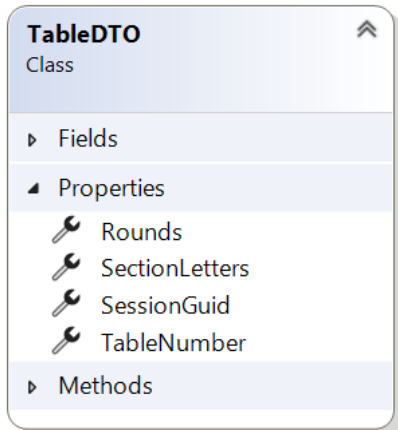 TableDTO
Class
Fields
Properties
Rounds
SectionLetters
SessionGuid
TableNumber
Methods